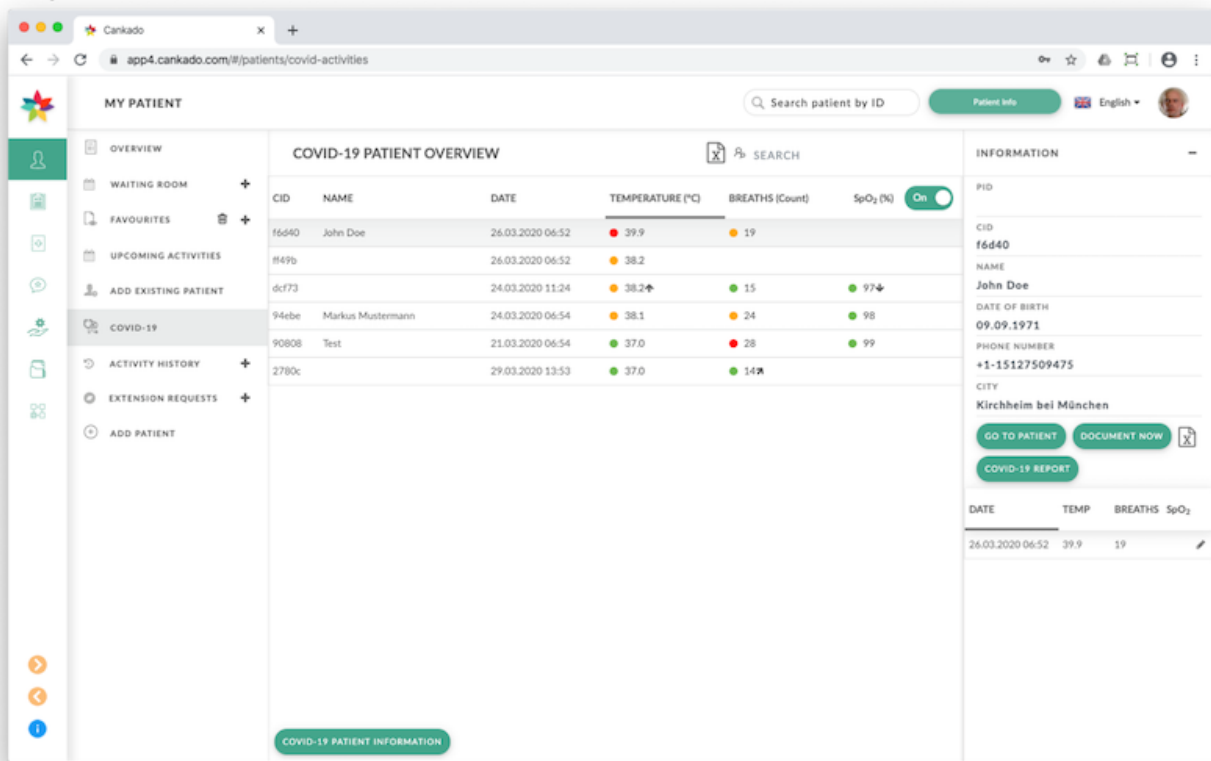 Cankado
app4.cankado.com/#/patients/covid-activities
MY PATIENT
Search patient by ID
Patient Info
English
OVERVIEW
WAITING ROOM
FAVOURITES
UPCOMING ACTIVITIES
ADD EXISTING PATIENT
COVID-19
ACTIVITY HISTORY
EXTENSION REQUESTS
ADD PATIENT
COVID-19 PATIENT OVERVIEW
SEARCH
CID NAME DATE TEMPERATURE (°C) BREATHS (Count) SpO₂ (%) On
f6d40 John Doe 26.03.2020 06:52 39.9 19
ff49b 26.03.2020 06:52 38.2
dcf73 24.03.2020 11:24 38.2↑ 15 97↓
94ebe Markus Mustermann 24.03.2020 06:54 38.1 24 98
90808 Test 21.03.2020 06:54 37.0 28 99
2780c 29.03.2020 13:53 37.0 14↗
COVID-19 PATIENT INFORMATION
INFORMATION
PID
CID
f6d40
NAME
John Doe
DATE OF BIRTH
09.09.1971
PHONE NUMBER
+1-15127509475
CITY
Kirchheim bei München
GO TO PATIENT DOCUMENT NOW
COVID-19 REPORT
DATE TEMP BREATHS SpO₂
26.03.2020 06:52 39.9 19